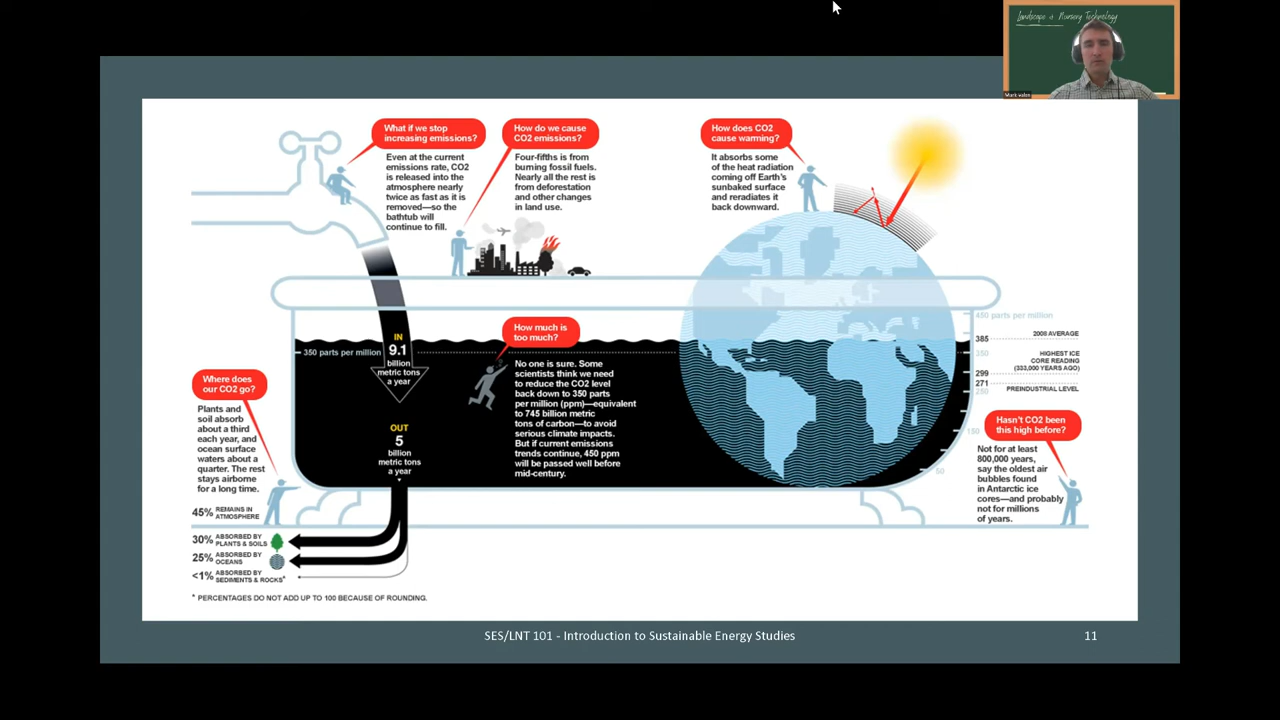 Landscape & Nursery Technology
Mark Walen
What if we stop
increasing emissions?
Even at the current
emissions rate, CO2
is released into the
atmosphere nearly
twice as fast as it is
removed—so the
bathtub will
continue to fill.
How do we cause
CO2 emissions?
Four-fifths is from
burning fossil fuels.
Nearly all the rest is
from deforestation
and other changes
in land use.
How does CO2
cause warming?
It absorbs some
of the heat radiation
coming off Earth's
sunbaked surface
and reradiates it
back downward.
350 parts per million
IN
9.1
billion
metric tons
a year
OUT
5
billion
metric tons
a year
How much is
too much?
No one is sure. Some
scientists think we need
to reduce the CO2 level
back down to 350 parts
per million (ppm)—equivalent
to 745 billion metric
tons of carbon—to avoid
serious climate impacts.
But if current emissions
trends continue, 450 ppm
will be passed well before
mid-century.
450 parts per million
385 2008 AVERAGE
350
HIGHEST ICE
CORE READING
(333,000 YEARS AGO)
299
271 PREINDUSTRIAL LEVEL
250
150
50
Hasn't CO2 been
this high before?
Not for at least
800,000 years,
say the oldest air
bubbles found
in Antarctic ice
cores—and probably
not for millions
of years.
Where does
our CO2 go?
Plants and
soil absorb
about a third
each year, and
ocean surface
waters about a
quarter. The rest
stays airborne
for a long time.
45% REMAINS IN
ATMOSPHERE
30% ABSORBED BY
PLANTS & SOILS
25% ABSORBED BY
OCEANS
<1% ABSORBED BY
SEDIMENTS & ROCKS*
* PERCENTAGES DO NOT ADD UP TO 100 BECAUSE OF ROUNDING.
SES/LNT 101 - Introduction to Sustainable Energy Studies
11